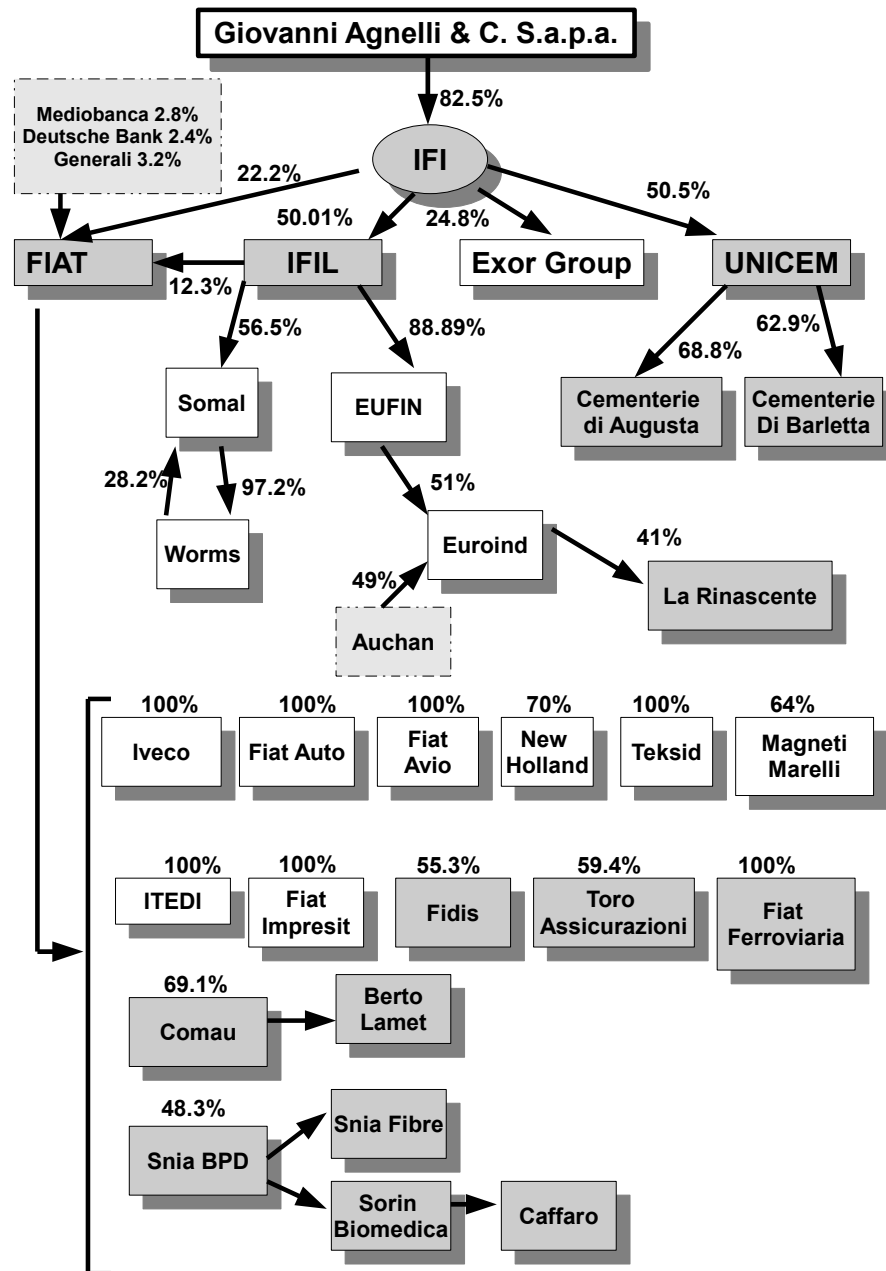 Giovanni Agnelli & C. S.a.p.a.
82.5%
Mediobanca 2.8%
Deutsche Bank 2.4%
Generali 3.2%
IFI
22.2%
50.01%
24.8%
50.5%
FIAT
IFIL
Exor Group
UNICEM
12.3%
56.5%
88.89%
68.8%
62.9%
Somal
EUFIN
Cementerie
di Augusta
Cementerie
Di Barletta
28.2%
97.2%
51%
Worms
Euroind
41%
49%
La Rinascente
Auchan
100%
100%
100%
70%
100%
64%
Iveco
Fiat Auto
Fiat
Avio
New
Holland
Teksid
Magneti
Marelli
100%
100%
55.3%
59.4%
100%
ITEDI
Fiat
Impresit
Fidis
Toro
Assicurazioni
Fiat
Ferroviaria
69.1%
Comau
Berto
Lamet
48.3%
Snia BPD
Snia Fibre
Sorin
Biomedica
Caffaro